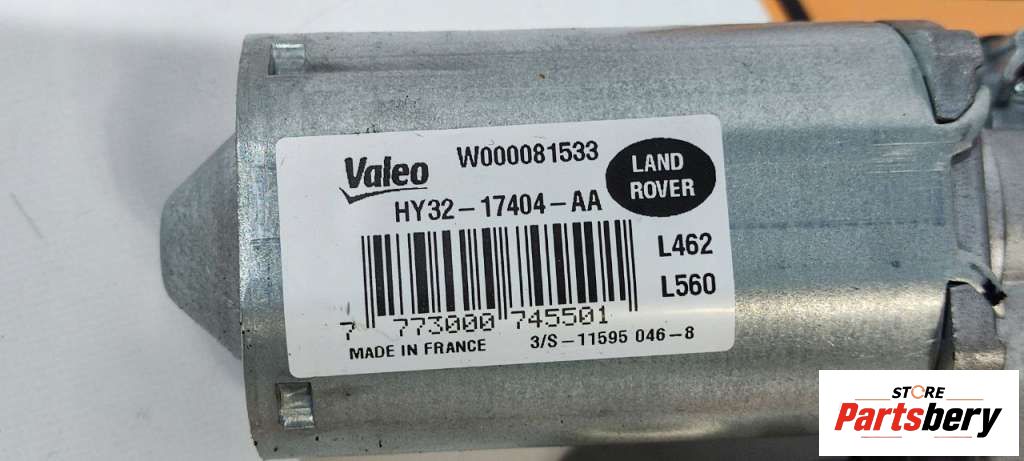 Valeo W000081533
LAND
ROVER
HY32-17404-AA
L462
L560
7 773000 745501
MADE IN FRANCE 3/S-11595 046-8
STORE
Partsbery